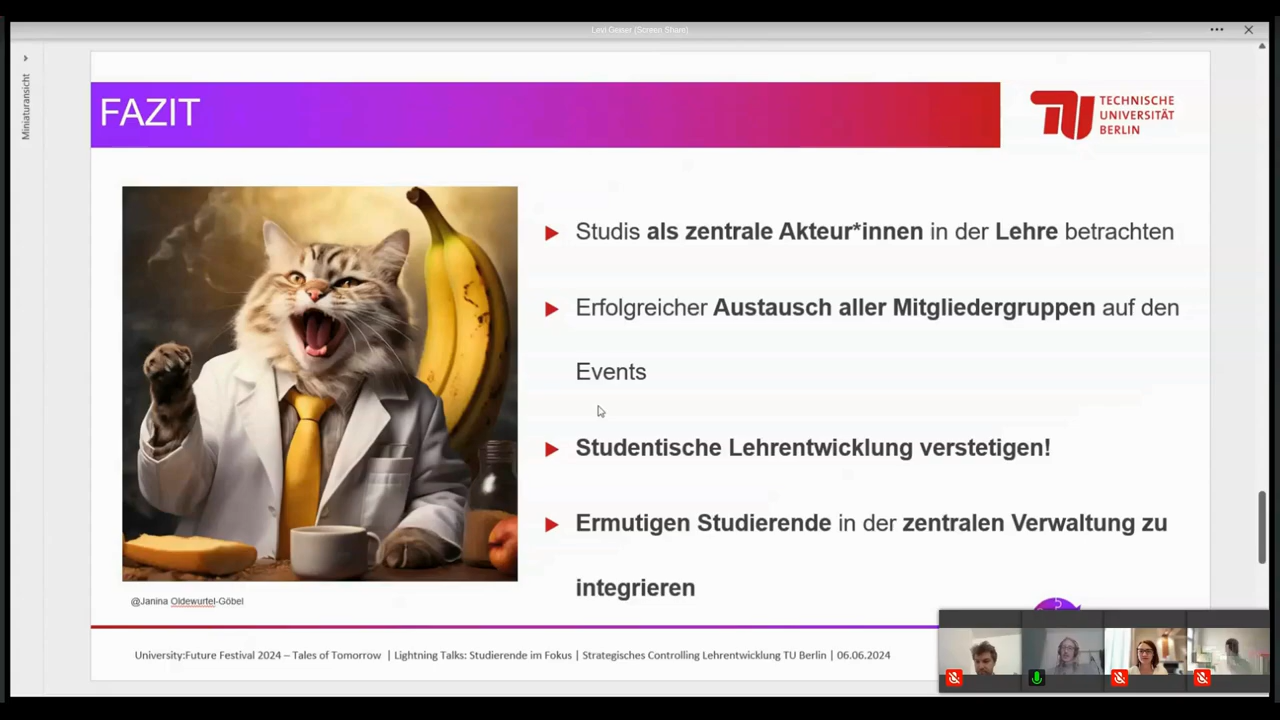 Lina Geiser (Screen Share)
Miniaturansicht
FAZIT
TECHNISCHE
UNIVERSITÄT
BERLIN
Studis als zentrale Akteur*innen in der Lehre betrachten
Erfolgreicher Austausch aller Mitgliedergruppen auf den
Events
Studentische Lehrentwicklung verstetigen!
Ermutigen Studierende in der zentralen Verwaltung zu
integrieren
@Janina Oldewurtel-Göbel
University:Future Festival 2024 – Tales of Tomorrow | Lightning Talks: Studierende im Fokus | Strategisches Controlling Lehrentwicklung TU Berlin | 06.06.2024